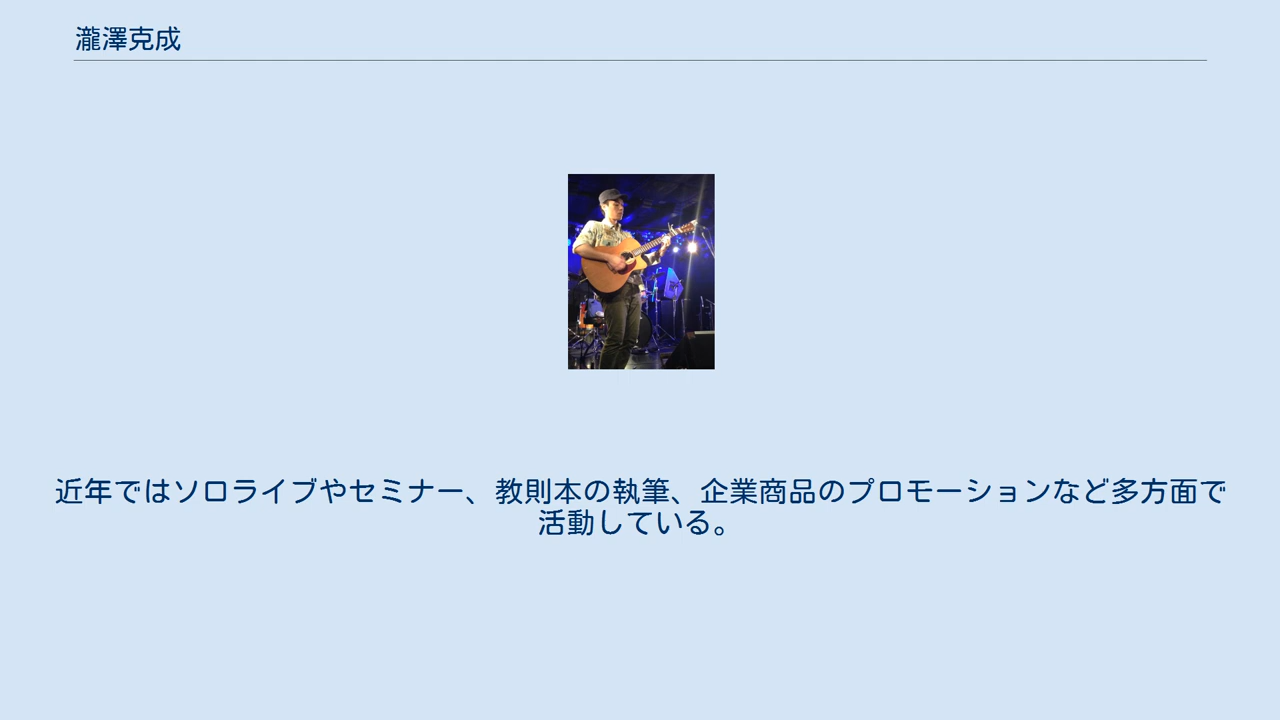 瀧澤克成
近年ではソロライブやセミナー、教則本の執筆、企業商品のプロモーションなど多方面で
活動している。